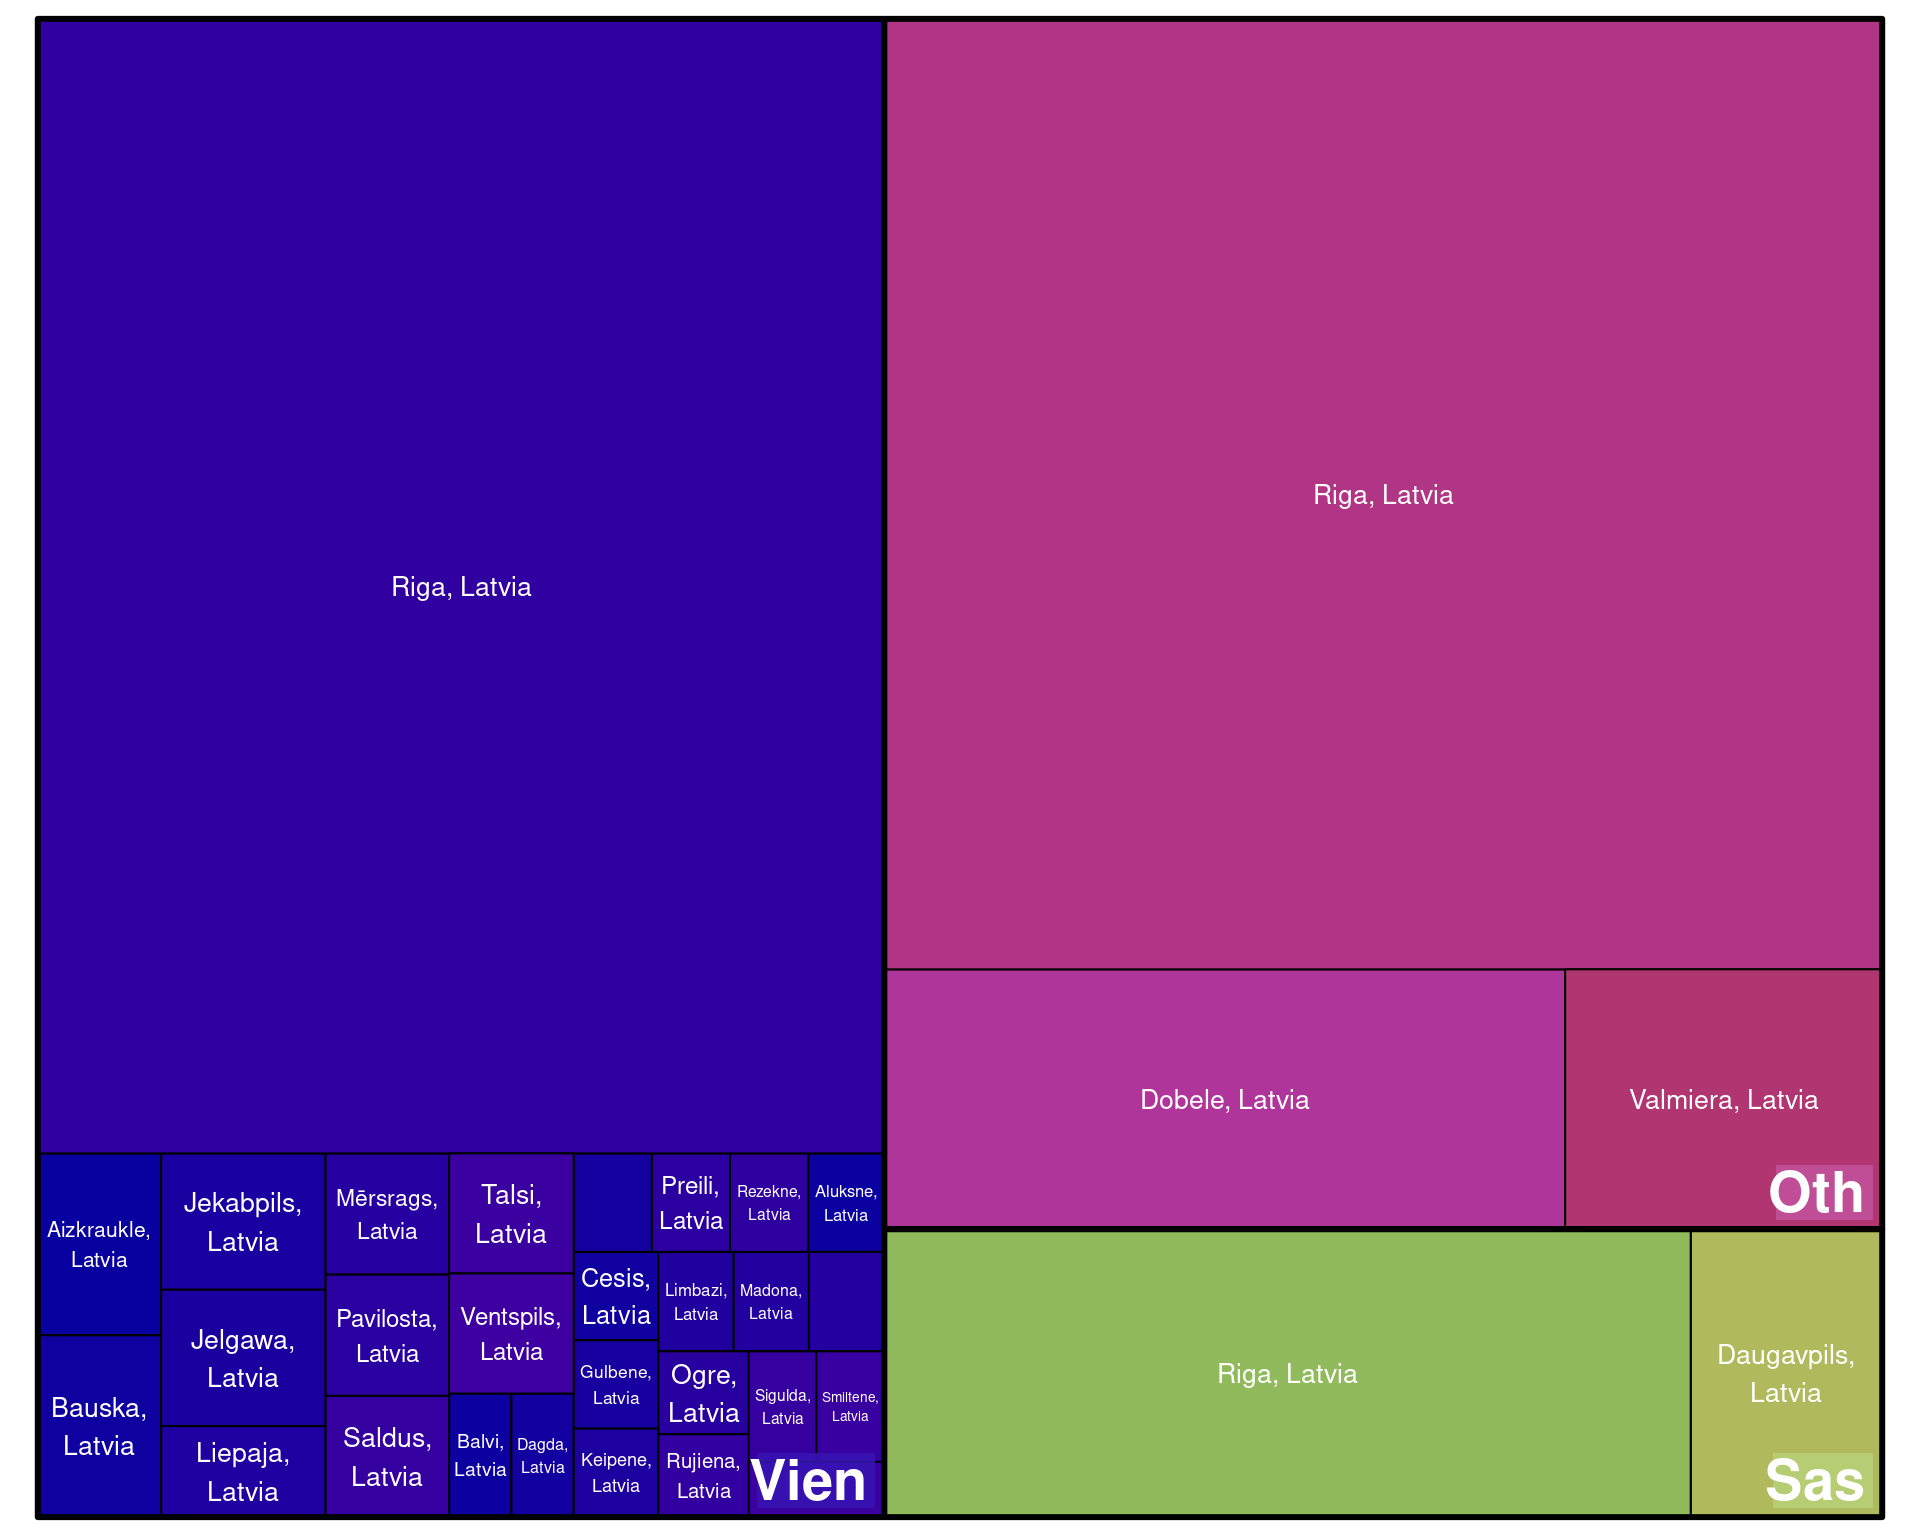 Riga, Latvia
Aizkraukle,
Latvia
Bauska,
Latvia
Jekabpils,
Latvia
Jelgawa,
Latvia
Liepaja,
Latvia
Mērsrags,
Latvia
Pavilosta,
Latvia
Saldus,
Latvia
Talsi,
Latvia
Ventspils,
Latvia
Balvi,
Latvia
Dagda,
Latvia
Preili,
Latvia
Rezekne,
Latvia
Aluksne,
Latvia
Cesis,
Latvia
Gulbene,
Latvia
Keipene,
Latvia
Limbazi,
Latvia
Madona,
Latvia
Ogre,
Latvia
Rujiena,
Latvia
Sigulda,
Latvia
Smiltene,
Latvia
Vien
Riga, Latvia
Dobele, Latvia
Valmiera, Latvia
Oth
Riga, Latvia
Daugavpils,
Latvia
Sas